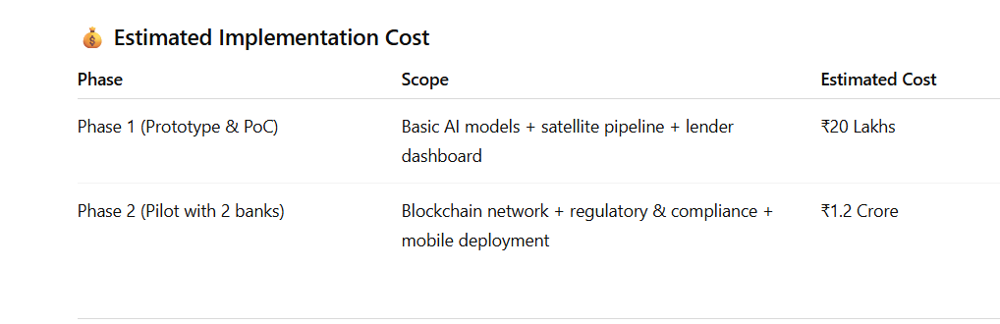 💰 Estimated Implementation Cost
Phase Scope Estimated Cost
Phase 1 (Prototype & PoC) Basic AI models + satellite pipeline + lender ₹20 Lakhs
dashboard
Phase 2 (Pilot with 2 banks) Blockchain network + regulatory & compliance + ₹1.2 Crore
mobile deployment